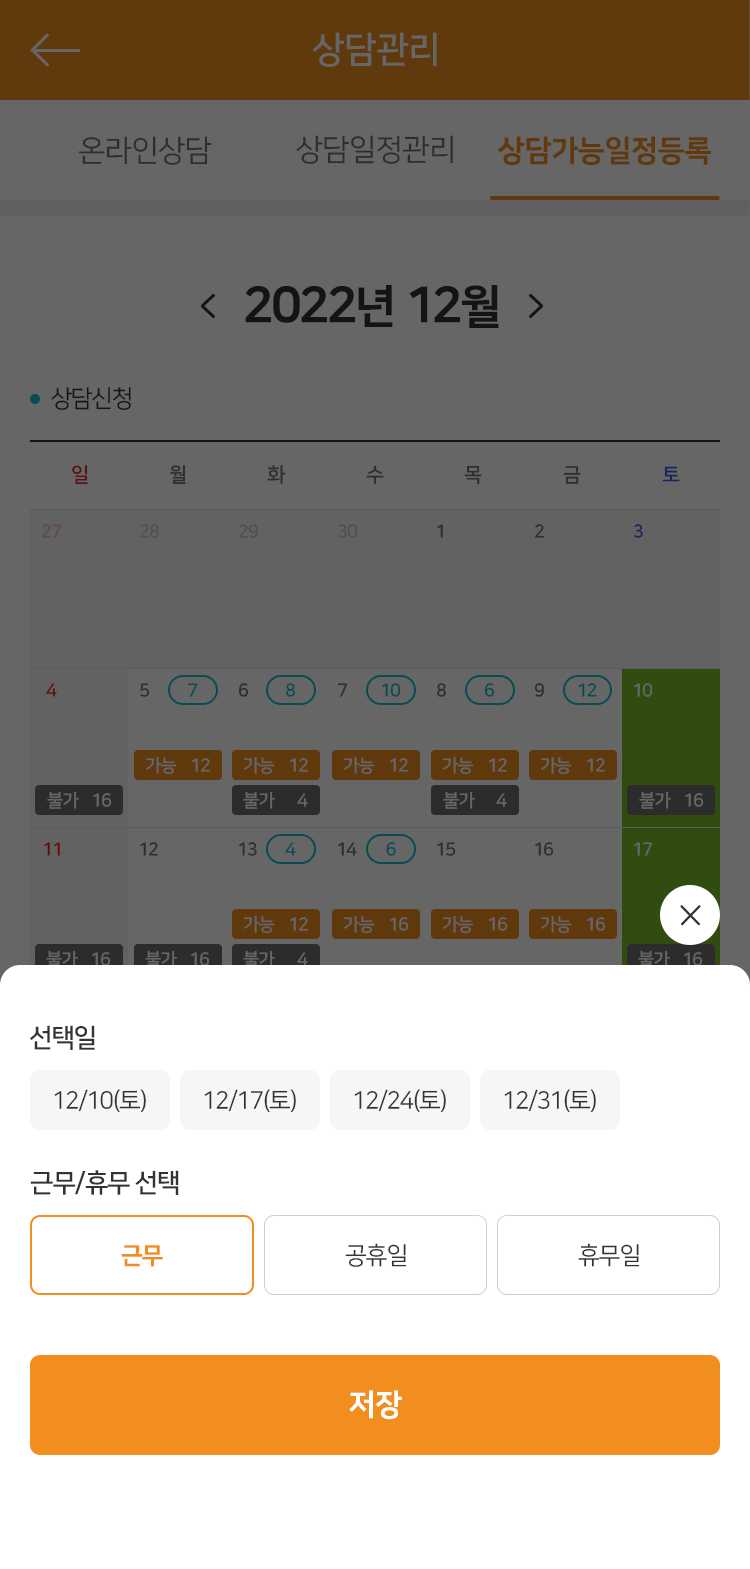 상담관리
온라인상담 상담일정관리 상담가능일정등록
2022년 12월
상담신청
일 월 화 수 목 금 토
27 28 29 30 1 2 3
4 5 7 6 8 7 10 8 6 9 12 10
가능 12 가능 12 가능 12 가능 12 가능 12
불가 16 불가 4 불가 4 불가 16
11 12 13 4 14 6 15 16 17
가능 12 가능 16 가능 16 가능 16
불가 16 불가 16 불가 4 불가 16
선택일
12/10(토) 12/17(토) 12/24(토) 12/31(토)
근무/휴무 선택
근무 공휴일 휴무일
저장